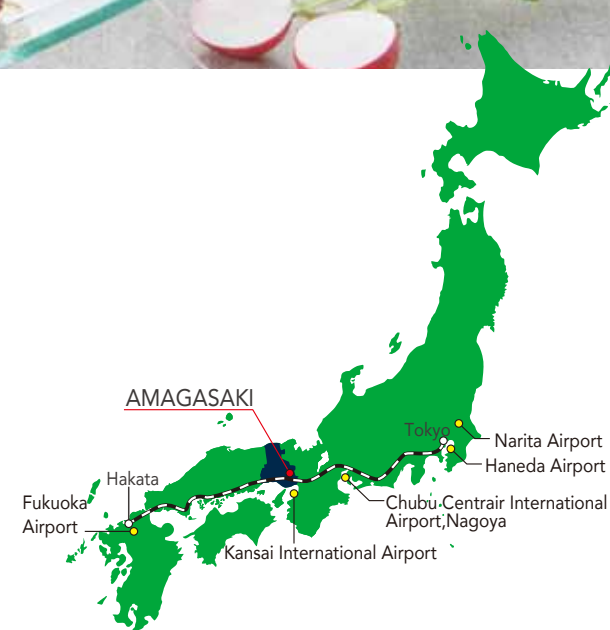 AMAGASAKI
Tokyo
Narita Airport
Haneda Airport
Hakata
Fukuoka
Airport
Chubu Centrair International
Airport,Nagoya
Kansai International Airport